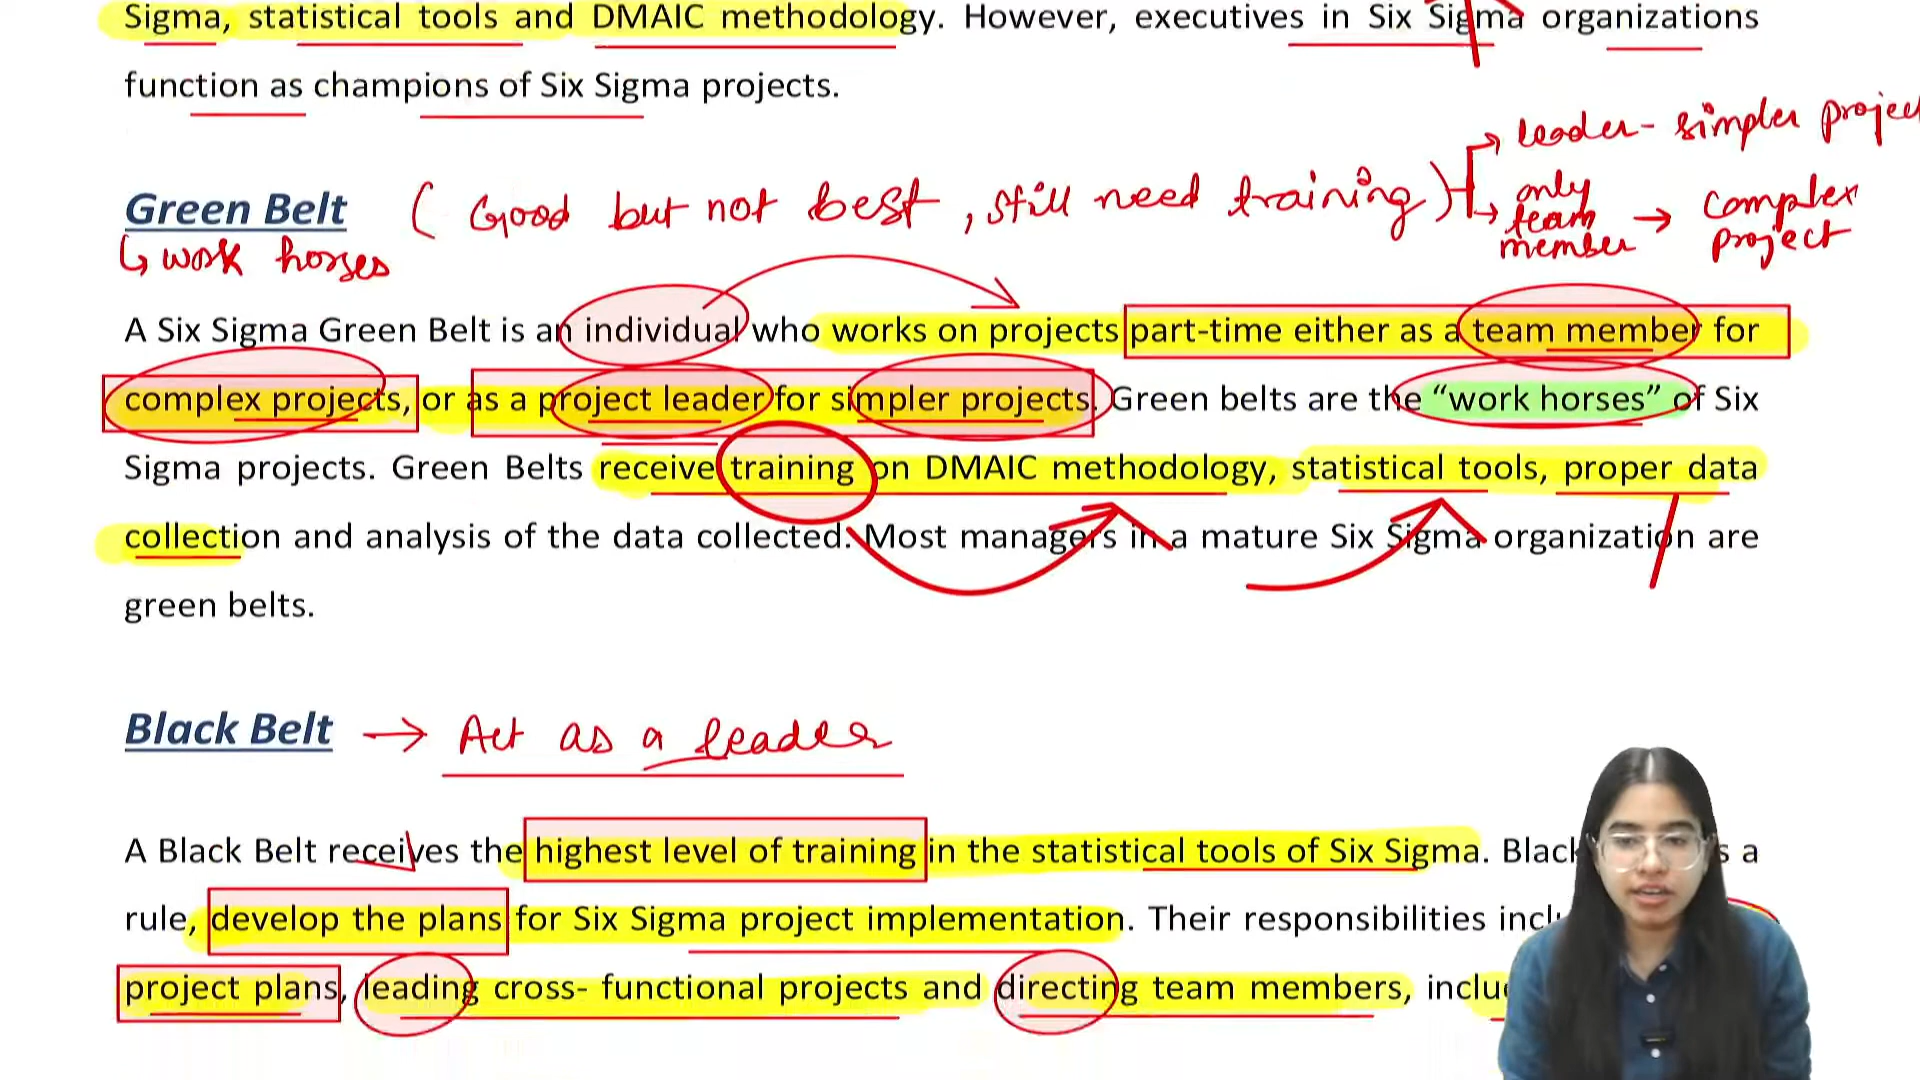 Sigma, statistical tools and DMAIC methodology. However, executives in Six Sigma organizations
function as champions of Six Sigma projects.
leader - simpler project
Green Belt ( Good but not best , still need training )
only team member → complex project
↳ work horses
A Six Sigma Green Belt is an individual who works on projects part-time either as a team member for
complex projects, or as a project leader for simpler projects. Green belts are the “work horses” of Six
Sigma projects. Green Belts receive training on DMAIC methodology, statistical tools, proper data
collection and analysis of the data collected. Most managers in a mature Six Sigma organization are
green belts.
Black Belt → Act as a leader
A Black Belt receives the highest level of training in the statistical tools of Six Sigma. Black a
rule, develop the plans for Six Sigma project implementation. Their responsibilities
project plans, leading cross- functional projects and directing team members,